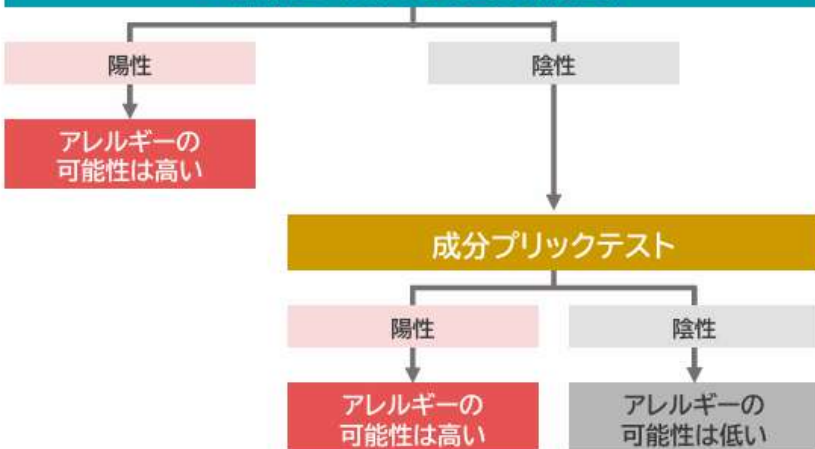 陽性
陰性
アレルギーの
可能性は高い
成分プリックテスト
陽性
陰性
アレルギーの
可能性は高い
アレルギーの
可能性は低い